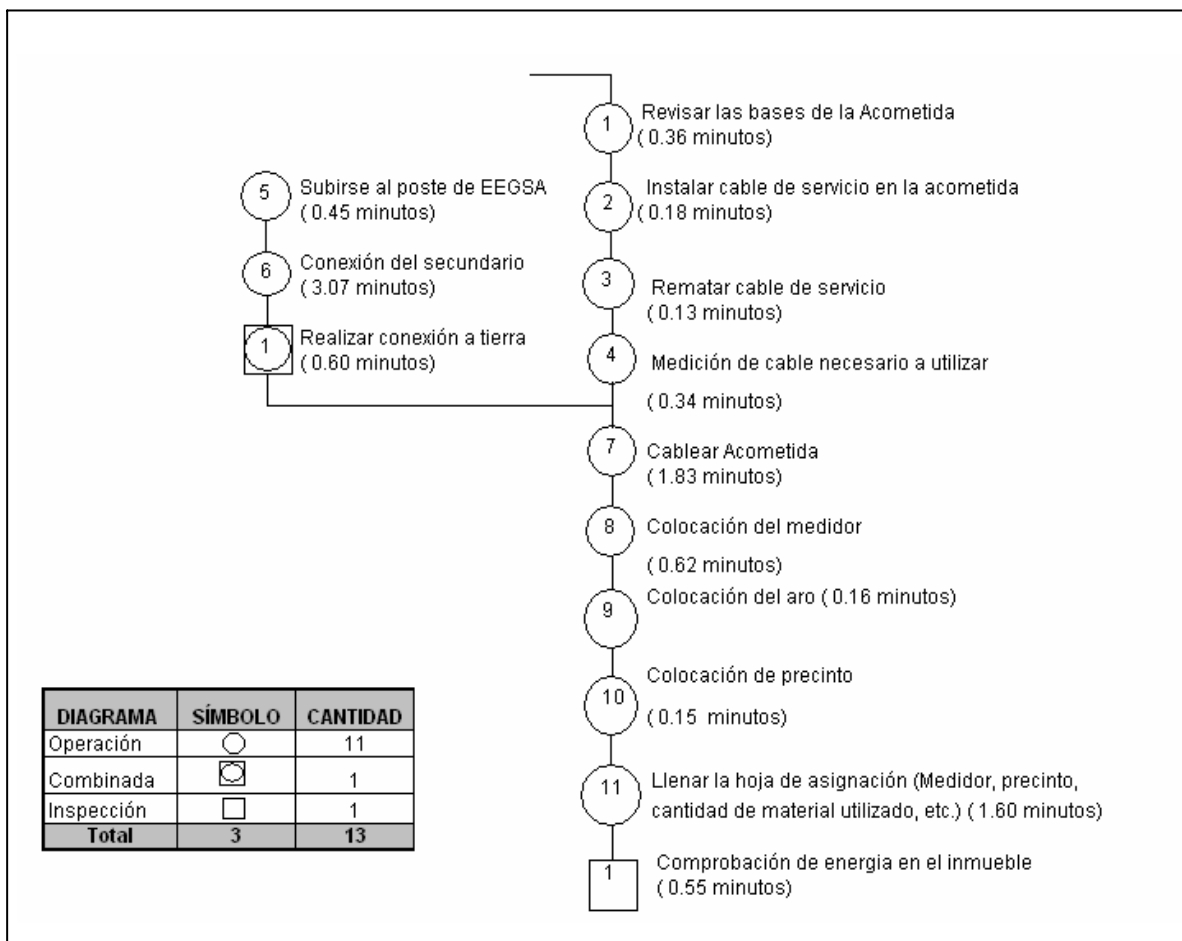 1
Revisar las bases de la Acometida
( 0.36 minutos)
5
Subirse al poste de EEGSA
( 0.45 minutos)
2
Instalar cable de servicio en la acometida
( 0.18 minutos)
6
Conexión del secundario
( 3.07 minutos)
3
Rematar cable de servicio
( 0.13 minutos)
1
Realizar conexión a tierra
( 0.60 minutos)
4
Medición de cable necesario a utilizar
( 0.34 minutos)
7
Cablear Acometida
( 1.83 minutos)
8
Colocación del medidor
( 0.62 minutos)
9
Colocación del aro ( 0.16 minutos)
10
Colocación de precinto
( 0.15 minutos)
11
Llenar la hoja de asignación (Medidor, precinto,
cantidad de material utilizado, etc.) ( 1.60 minutos)
1
Comprobación de energia en el inmueble
( 0.55 minutos)
DIAGRAMA SÍMBOLO CANTIDAD
Operación 11
Combinada 1
Inspección 1
Total 3 13